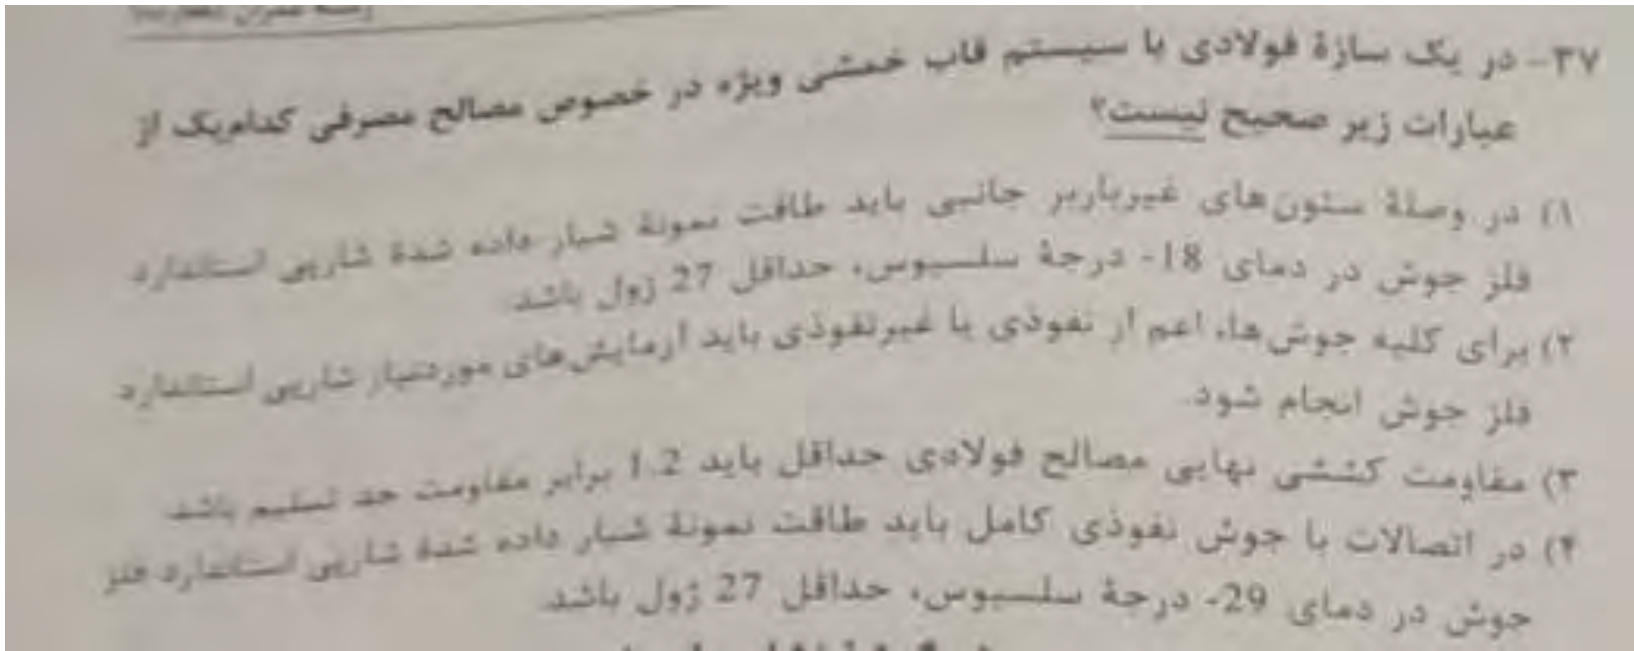 ۳۷- در یک سازهٔ فولادی با سیستم قاب خمشی ویژه در خصوص مصالح مصرفی کدام‌یک از
عبارات زیر صحیح نیست؟
۱) در وصلهٔ ستون‌های غیرباربر جانبی باید طاقت نمونهٔ شیار داده شدهٔ شارپی استاندارد
فلز جوش در دمای 18- درجهٔ سلسیوس، حداقل 27 ژول باشد.
۲) برای کلیه جوش‌ها، اعم از نفوذی یا غیرنفوذی باید آزمایش‌های موردنیاز شارپی استاندارد
فلز جوش انجام شود.
۳) مقاومت کششی نهایی مصالح فولادی حداقل باید 1.2 برابر مقاومت حد تسلیم باشد.
۴) در اتصالات با جوش نفوذی کامل باید طاقت نمونهٔ شیار داده شدهٔ شارپی استاندارد فلز
جوش در دمای 29- درجهٔ سلسیوس، حداقل 27 ژول باشد.